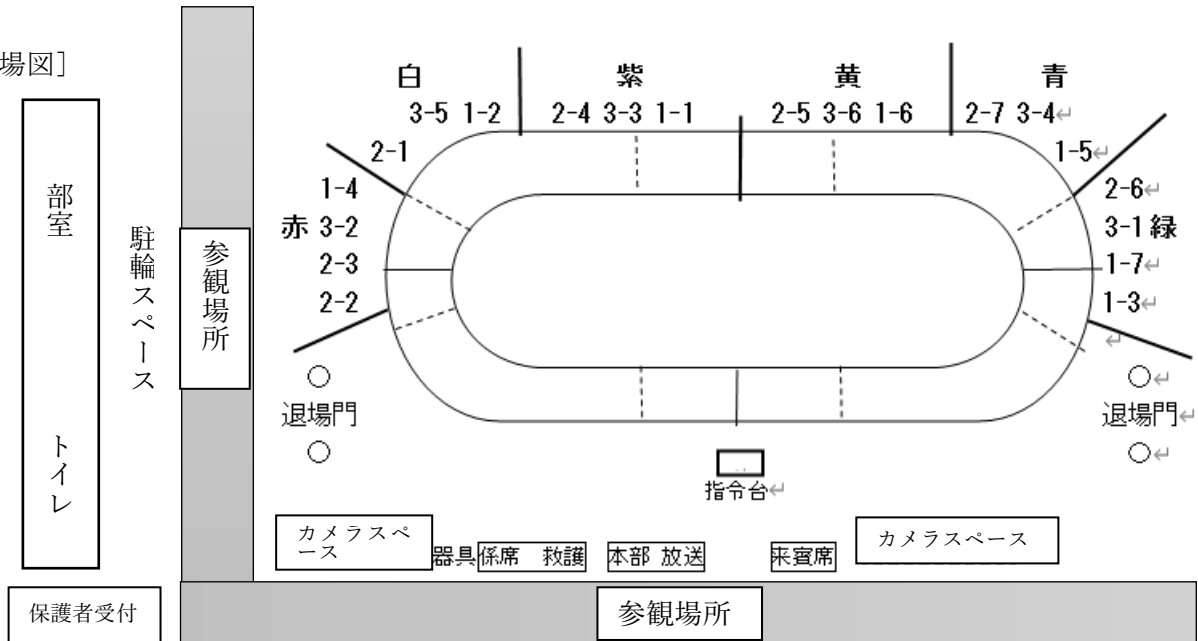 場図］
白 紫 黄 青
3-5 1-2 2-4 3-3 1-1 2-5 3-6 1-6 2-7 3-4↵
2-1 1-5↵
1-4 2-6↵
赤 3-2 3-1 緑
2-3 1-7↵
2-2 1-3↵
↵
部室
トイレ
駐輪スペース
参観場所
○ ○↵
退場門 退場門↵
○ ○↵
指令台↵
カメラスペ
ース
器具係席 救護 本部 放送 来賓席
カメラスペース
保護者受付
参観場所